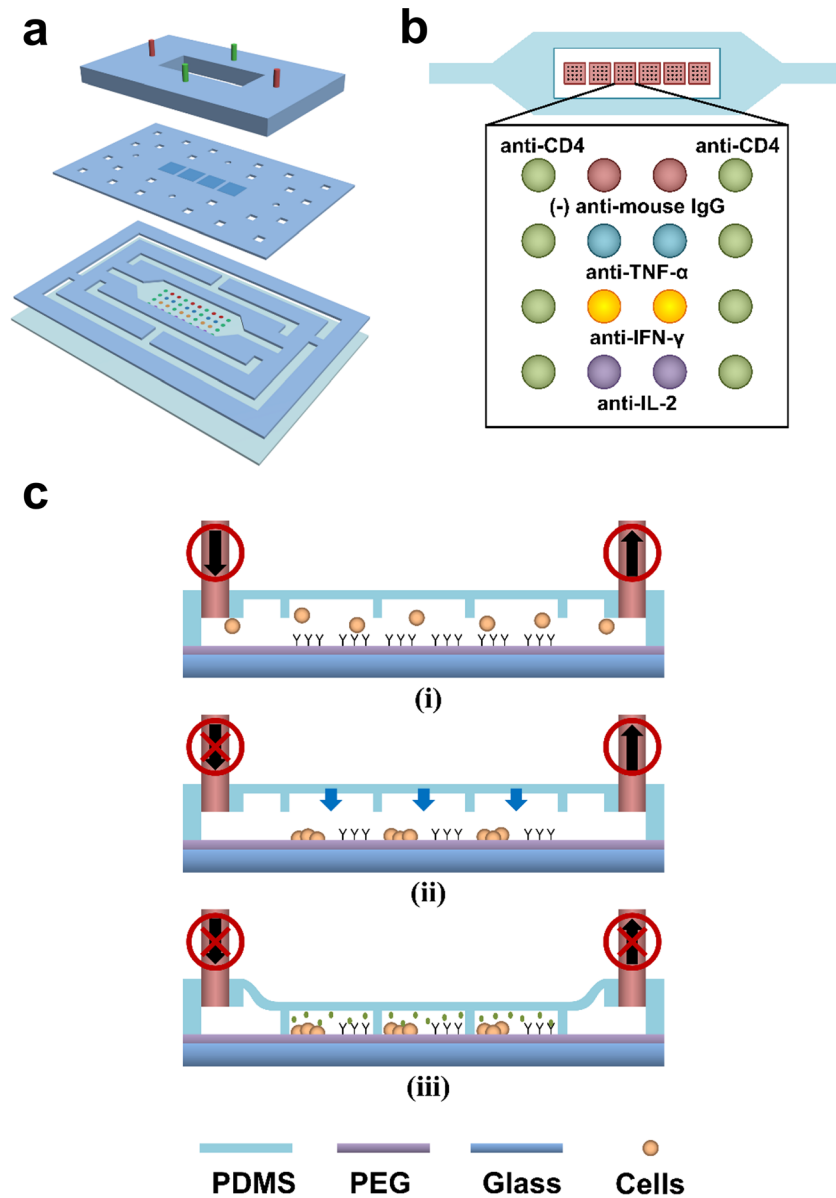 a
b
anti-CD4 anti-CD4
(-) anti-mouse IgG
anti-TNF-α
anti-IFN-γ
anti-IL-2
c
Y Y Y Y Y Y Y Y Y Y Y Y Y Y Y Y Y Y
(i)
Y Y Y Y Y Y Y Y Y
(ii)
Y Y Y Y Y Y Y Y Y
(iii)
PDMS PEG Glass Cells